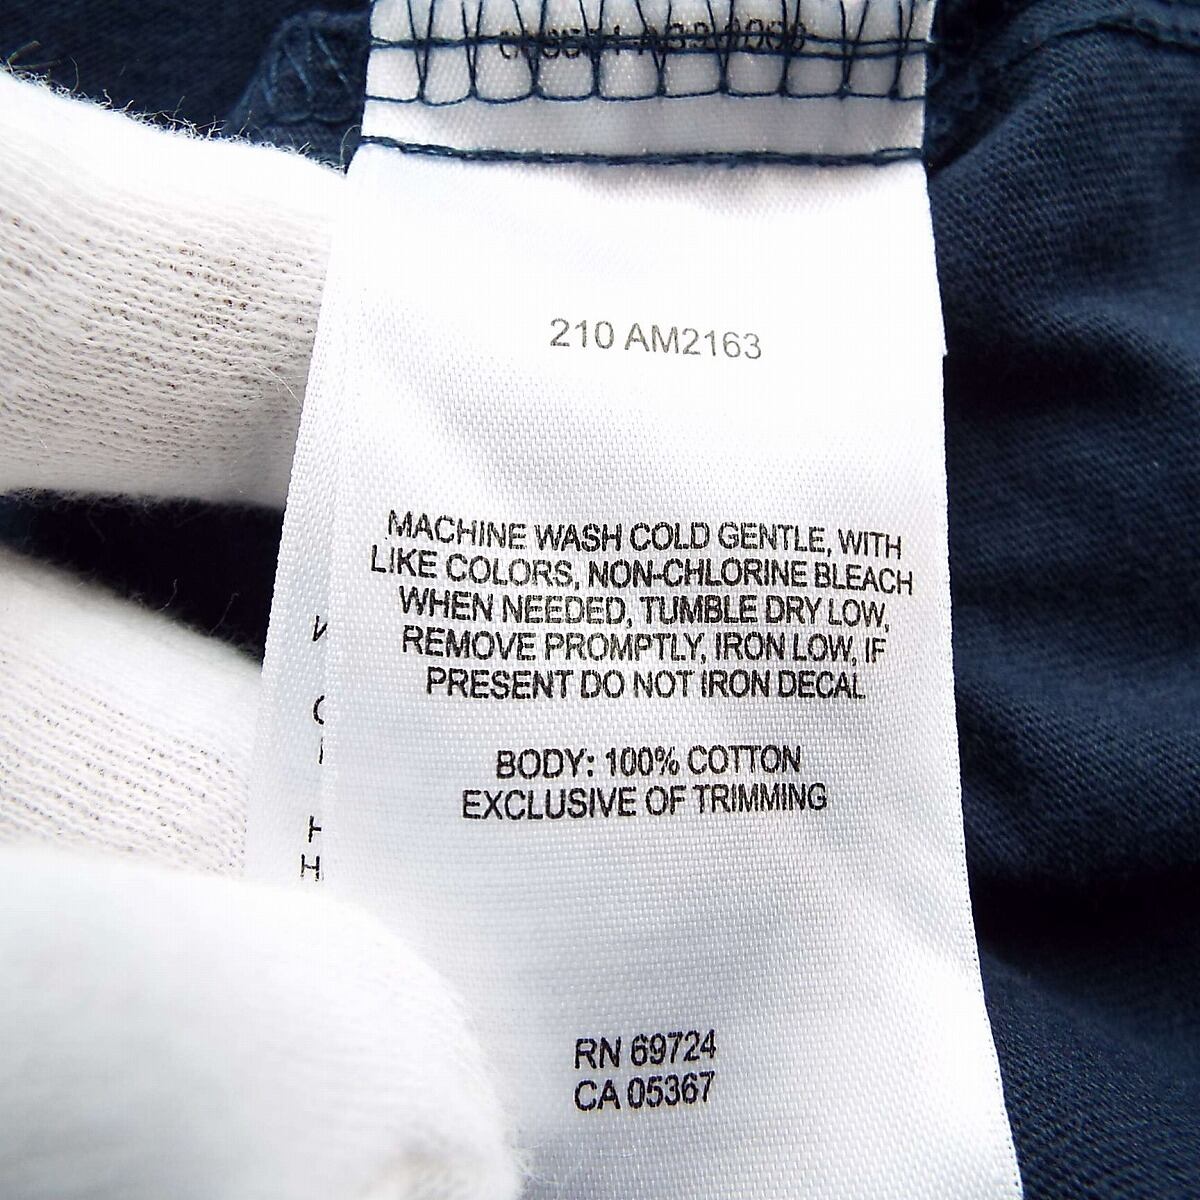 210 AM2163
MACHINE WASH COLD GENTLE, WITH
LIKE COLORS, NON-CHLORINE BLEACH
WHEN NEEDED, TUMBLE DRY LOW,
REMOVE PROMPTLY, IRON LOW, IF
PRESENT DO NOT IRON DECAL
BODY: 100% COTTON
EXCLUSIVE OF TRIMMING
RN 69724
CA 05367